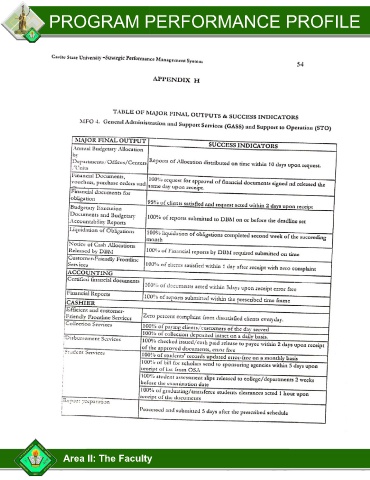 PROGRAM PERFORMANCE PROFILE
Cavite State University -Strategic Performance Management System
54
APPENDIX H
TABLE OF MAJOR FINAL OUTPUTS & SUCCESS INDICATORS
MFO 4. General Administration and Support Services (GASS) and Support to Operation (STO)
MAJOR FINAL OUTPUT
SUCCESS INDICATORS
Annual Budgetary Allocation
by
Departments/Offices/Centers
Units
Reports of Allocation distributed on time within 10 days upon request.
Financial Documents,
vouchers, purchase orders and
100% request for approval of financial documents signed and released the
same day upon receipt.
Financial documents for
obligation
99% of clients satisfied and request acted within 2 days upon receipt
Budgetary Execution
Documents and Budgetary
Accountability Reports
100% of reports submitted to DBM on or before the deadline set
Liquidation of Obligations
100% liquidation of obligations completed second week of the succeeding
month
Notice of Cash Allocations
Released by DBM
100% of Financial reports by DBM required submitted on time
Customer-Friendly Frontline
Services
100% of clients satisfied within 1 day after receipt with zero complaint
ACCOUNTING
Certified financial documents
100% of documents acted within 3days upon receipt error free
Financial Reports
100% of reports submitted within the prescribed time frame
CASHIER
Efficient and customer-
Friendly Frontline Services
Zero percent complaint from dissatisfied clients everyday.
Collection Services
100% of paying clients/customers of the day served
100% of collection deposited intact on a daily basis.
Disbursement Services
100% checked issued/cash paid release to payee within 2 days upon receipt
of the approved documents, error free
Student Services
100% of students' records updated error-free on a monthly basis
100% of bill for scholars send to sponsoring agencies within 5 days upon
receipt of list from OSA
100% student assessment slips released to college/departments 2 weeks
before the examination date
100% of graduating/transferee students clearances acted 1 hour upon
receipt of the documents
Report preparation
Processed and submitted 5 days after the prescribed schedule
Area II: The Faculty